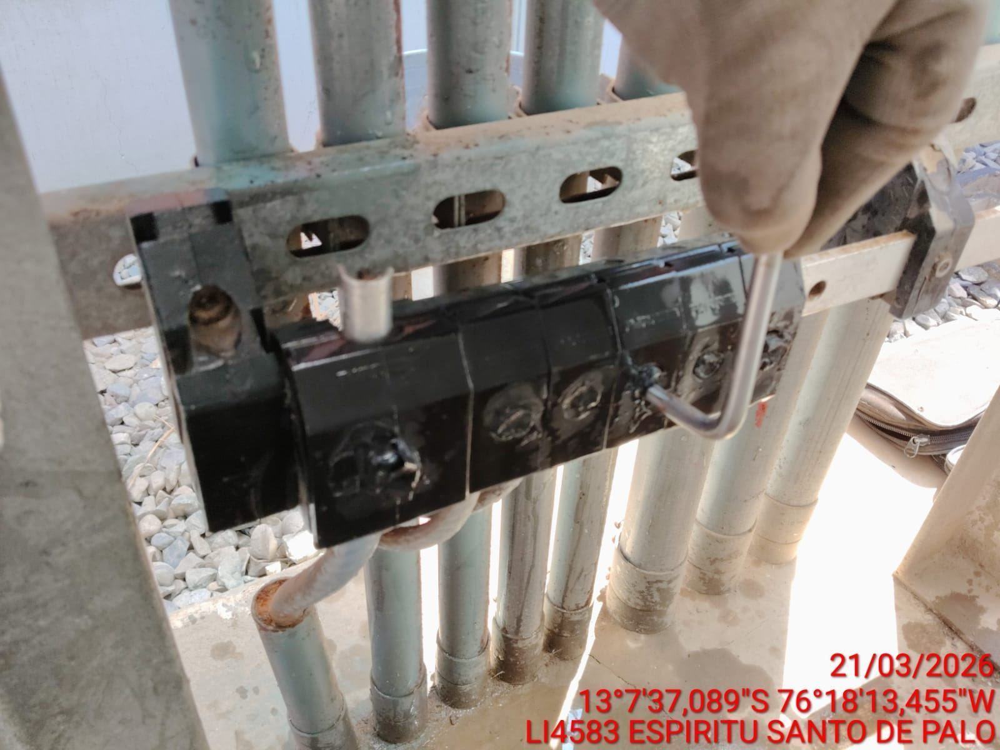 21/03/2026
13°7'37,089"S 76°18'13,455"W
LI4583 ESPIRITU SANTO DE PALO